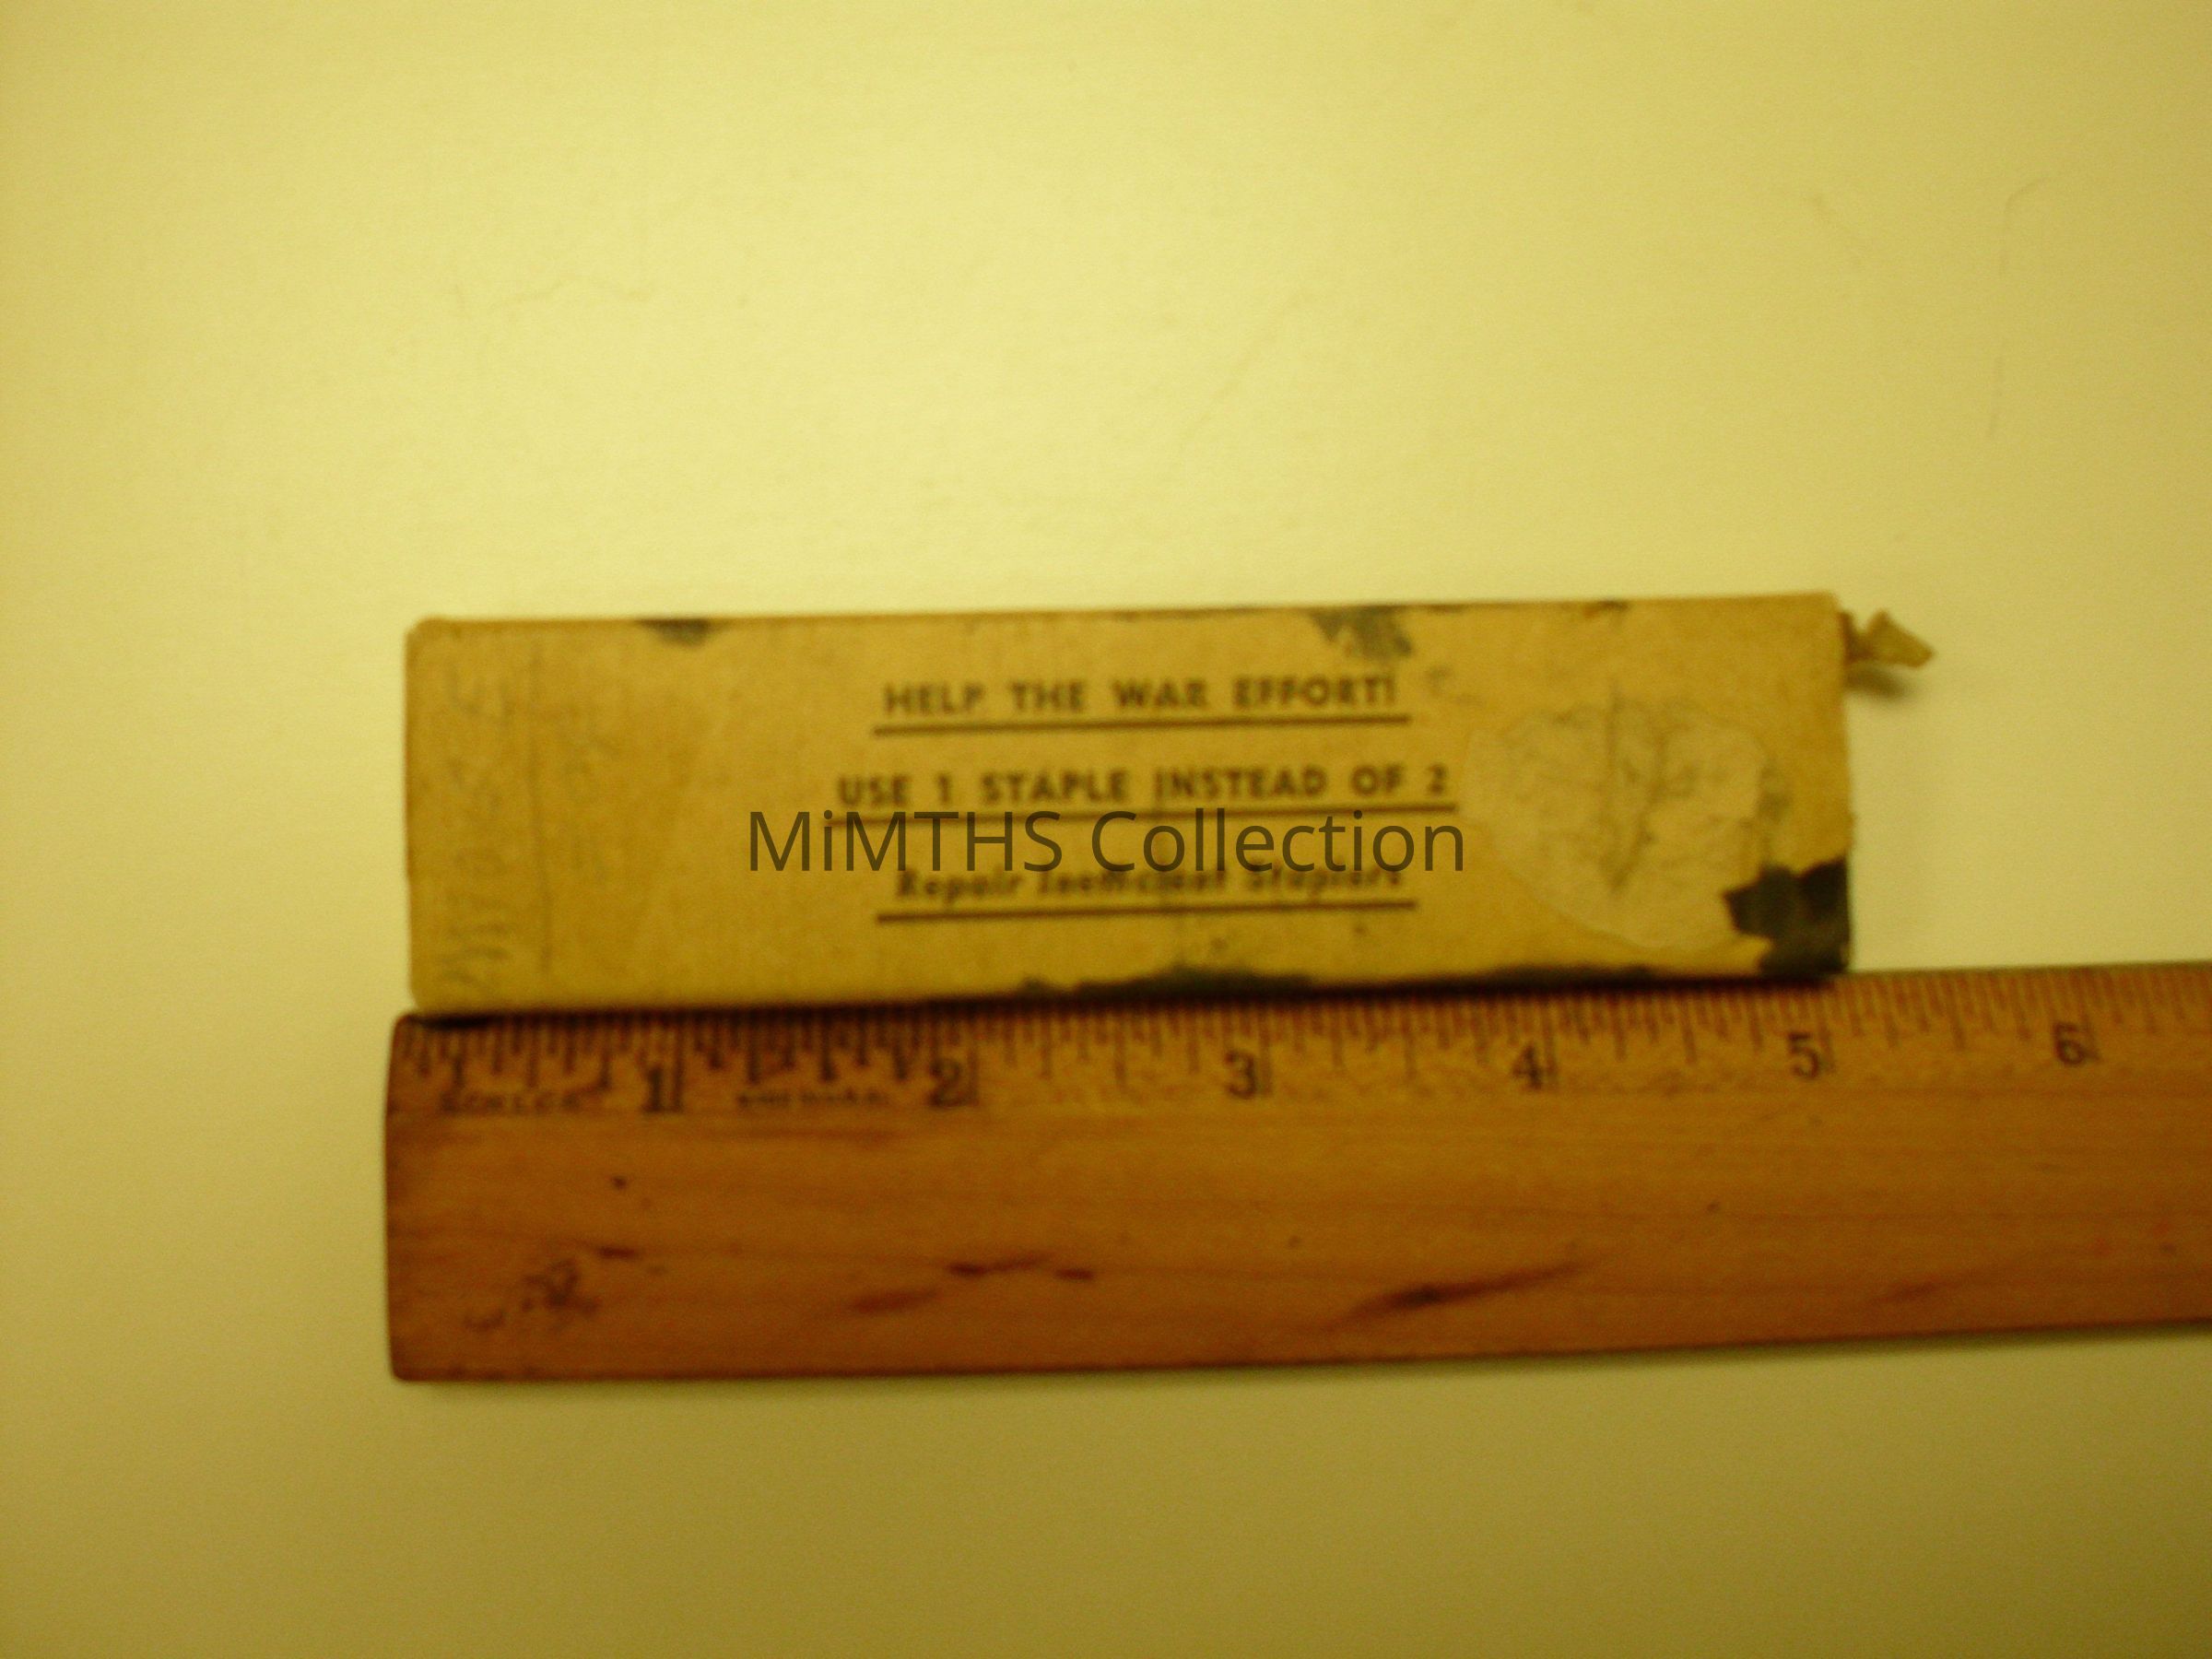 HELP THE WAR EFFORT!
USE 1 STAPLE INSTEAD OF 2
MiMTHS Collection
Repair Inefficient Staplers
1 2 3 4 5 6